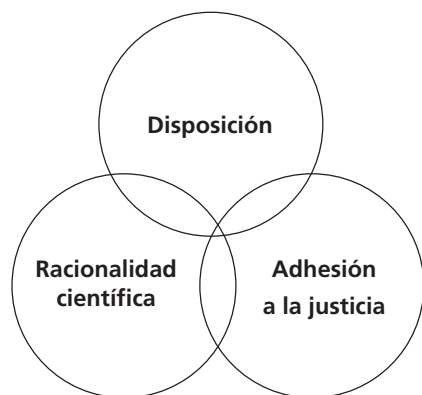 Disposición
Racionalidad
científica
Adhesión
a la justicia